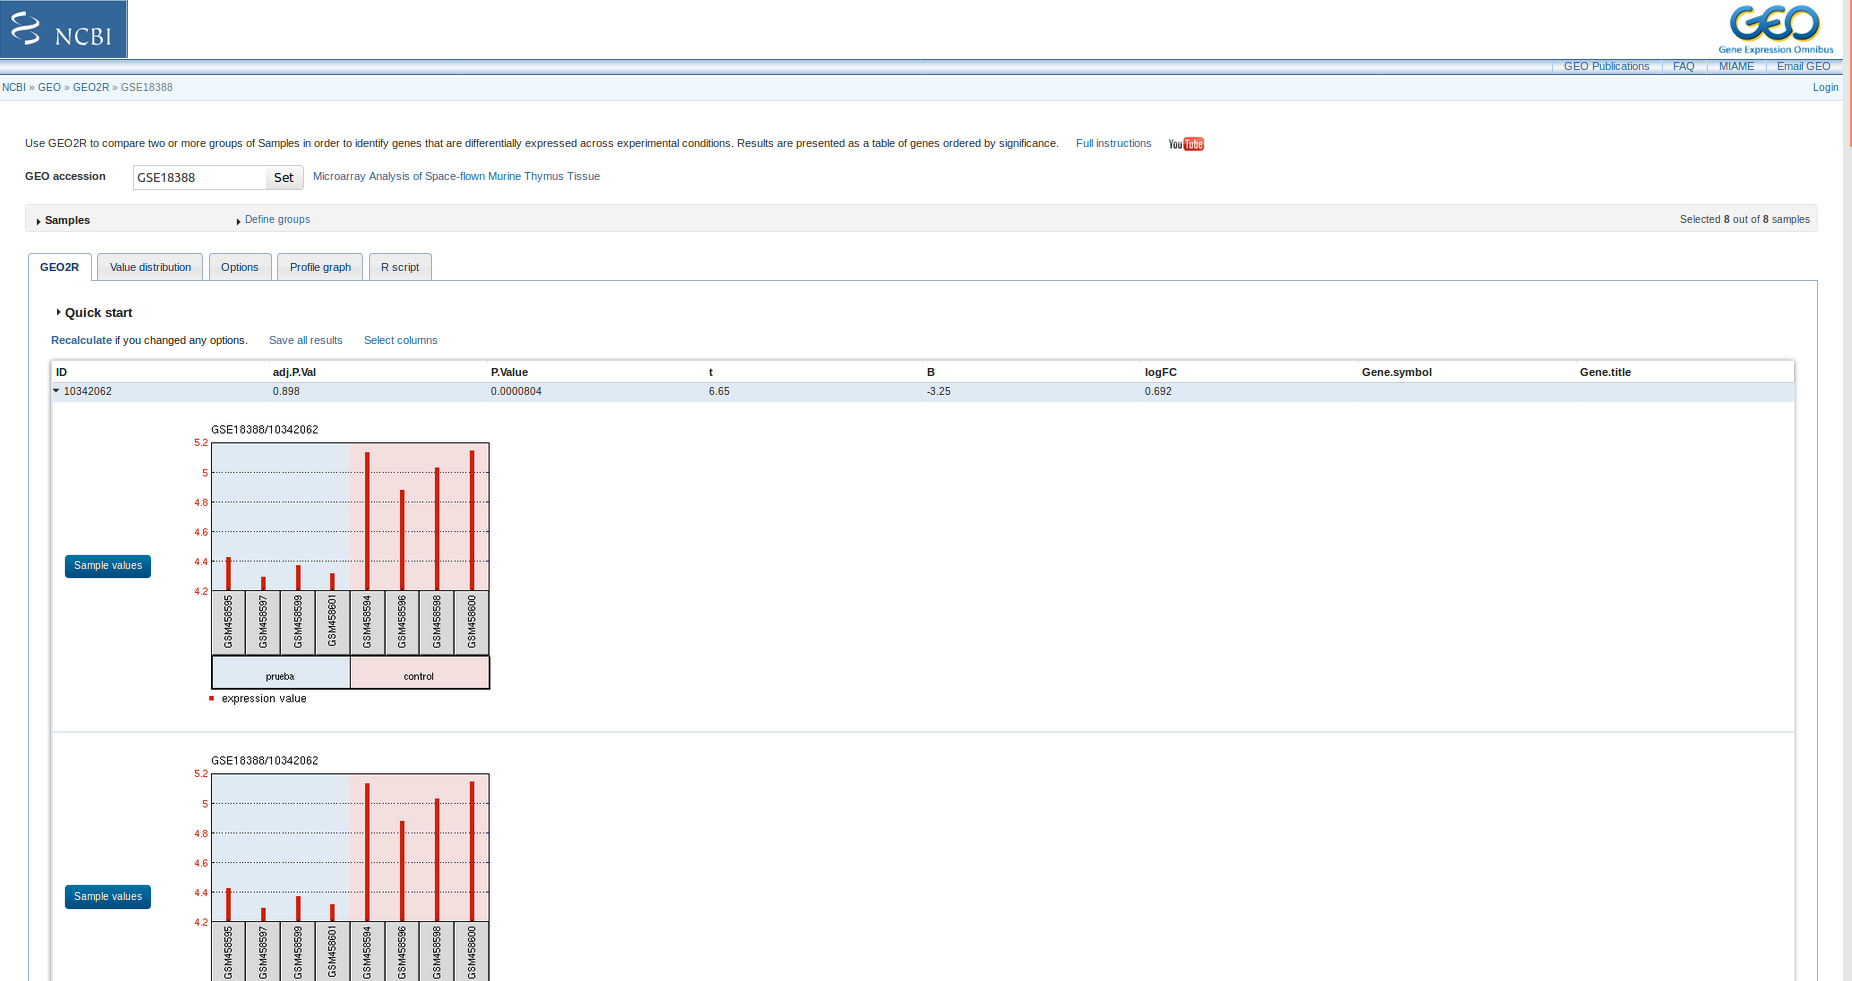 NCBI
GEO
Gene Expression Omnibus
GEO Publications FAQ MIAME Email GEO
NCBI » GEO » GEO2R » GSE18388 Login
Use GEO2R to compare two or more groups of Samples in order to identify genes that are differentially expressed across experimental conditions. Results are presented as a table of genes ordered by significance. Full instructions YouTube
GEO accession GSE18388 Set Microarray Analysis of Space-flown Murine Thymus Tissue
Samples Define groups Selected 8 out of 8 samples
GEO2R Value distribution Options Profile graph R script
Quick start
Recalculate if you changed any options. Save all results Select columns
ID adj.P.Val P.Value t B logFC Gene.symbol Gene.title
10342062 0.898 0.0000804 6.65 -3.25 0.692
GSE18388/10342062
5.2
5
4.8
4.6
4.4
4.2
Sample values
GSM458595 GSM458597 GSM458599 GSM458601 GSM458594 GSM458596 GSM458598 GSM458600
prueba control
expression value
GSE18388/10342062
5.2
5
4.8
4.6
4.4
4.2
Sample values
GSM458595 GSM458597 GSM458599 GSM458601 GSM458594 GSM458596 GSM458598 GSM458600